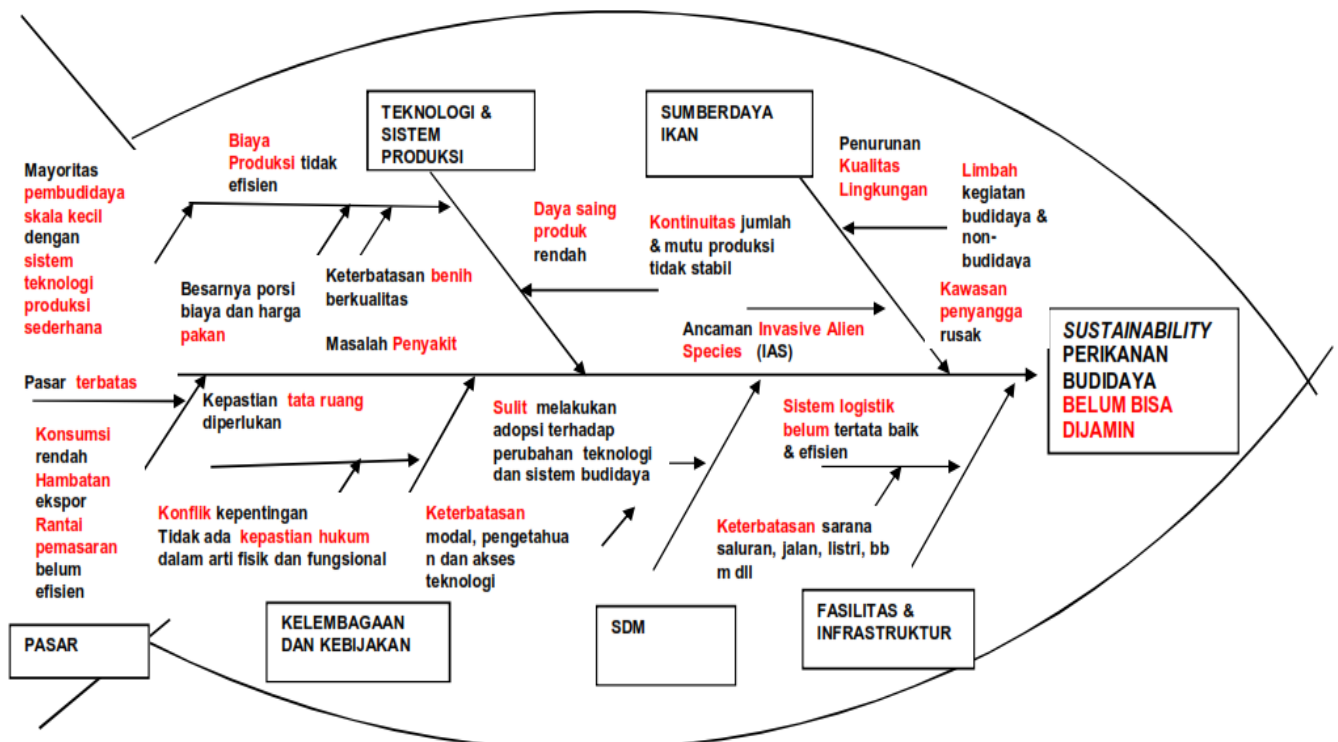 TEKNOLOGI &
SISTEM
PRODUKSI
SUMBERDAYA
IKAN
Mayoritas
pembudidaya
skala kecil
dengan
sistem
teknologi
produksi
sederhana
Biaya
Produksi tidak
efisien
Besarnya porsi
biaya dan harga
pakan
Keterbatasan benih
berkualitas
Masalah Penyakit
Daya saing
produk
rendah
Kontinuitas jumlah
& mutu produksi
tidak stabil
Ancaman Invasive Alien
Species (IAS)
Penurunan
Kualitas
Lingkungan
Limbah
kegiatan
budidaya &
non-
budidaya
Kawasan
penyangga
rusak
SUSTAINABILITY
PERIKANAN
BUDIDAYA
BELUM BISA
DIJAMIN
Pasar terbatas
Konsumsi
rendah
Hambatan
ekspor
Rantai
pemasaran
belum
efisien
Kepastian tata ruang
diperlukan
Konflik kepentingan
Tidak ada kepastian hukum
dalam arti fisik dan fungsional
Sulit melakukan
adopsi terhadap
perubahan teknologi
dan sistem budidaya
Keterbatasan
modal, pengetahua
n dan akses
teknologi
Sistem logistik
belum tertata baik
& efisien
Keterbatasan sarana
saluran, jalan, listri, bb
m dll
PASAR
KELEMBAGAAN
DAN KEBIJAKAN
SDM
FASILITAS &
INFRASTRUKTUR